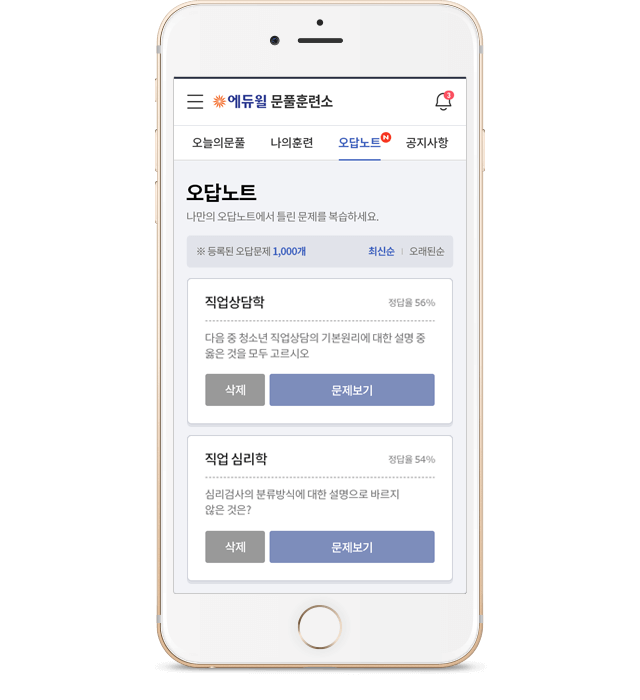 에듀윌 문풀훈련소
3
오늘의문풀 나의훈련 오답노트 N 공지사항
오답노트
나만의 오답노트에서 틀린 문제를 복습하세요.
※ 등록된 오답문제 1,000개 최신순 | 오래된순
직업상담학 정답율 56%
다음 중 청소년 직업상담의 기본원리에 대한 설명 중
옳은 것을 모두 고르시오
삭제 문제보기
직업 심리학 정답율 54%
심리검사의 분류방식에 대한 설명으로 바르지
않은 것은?
삭제 문제보기